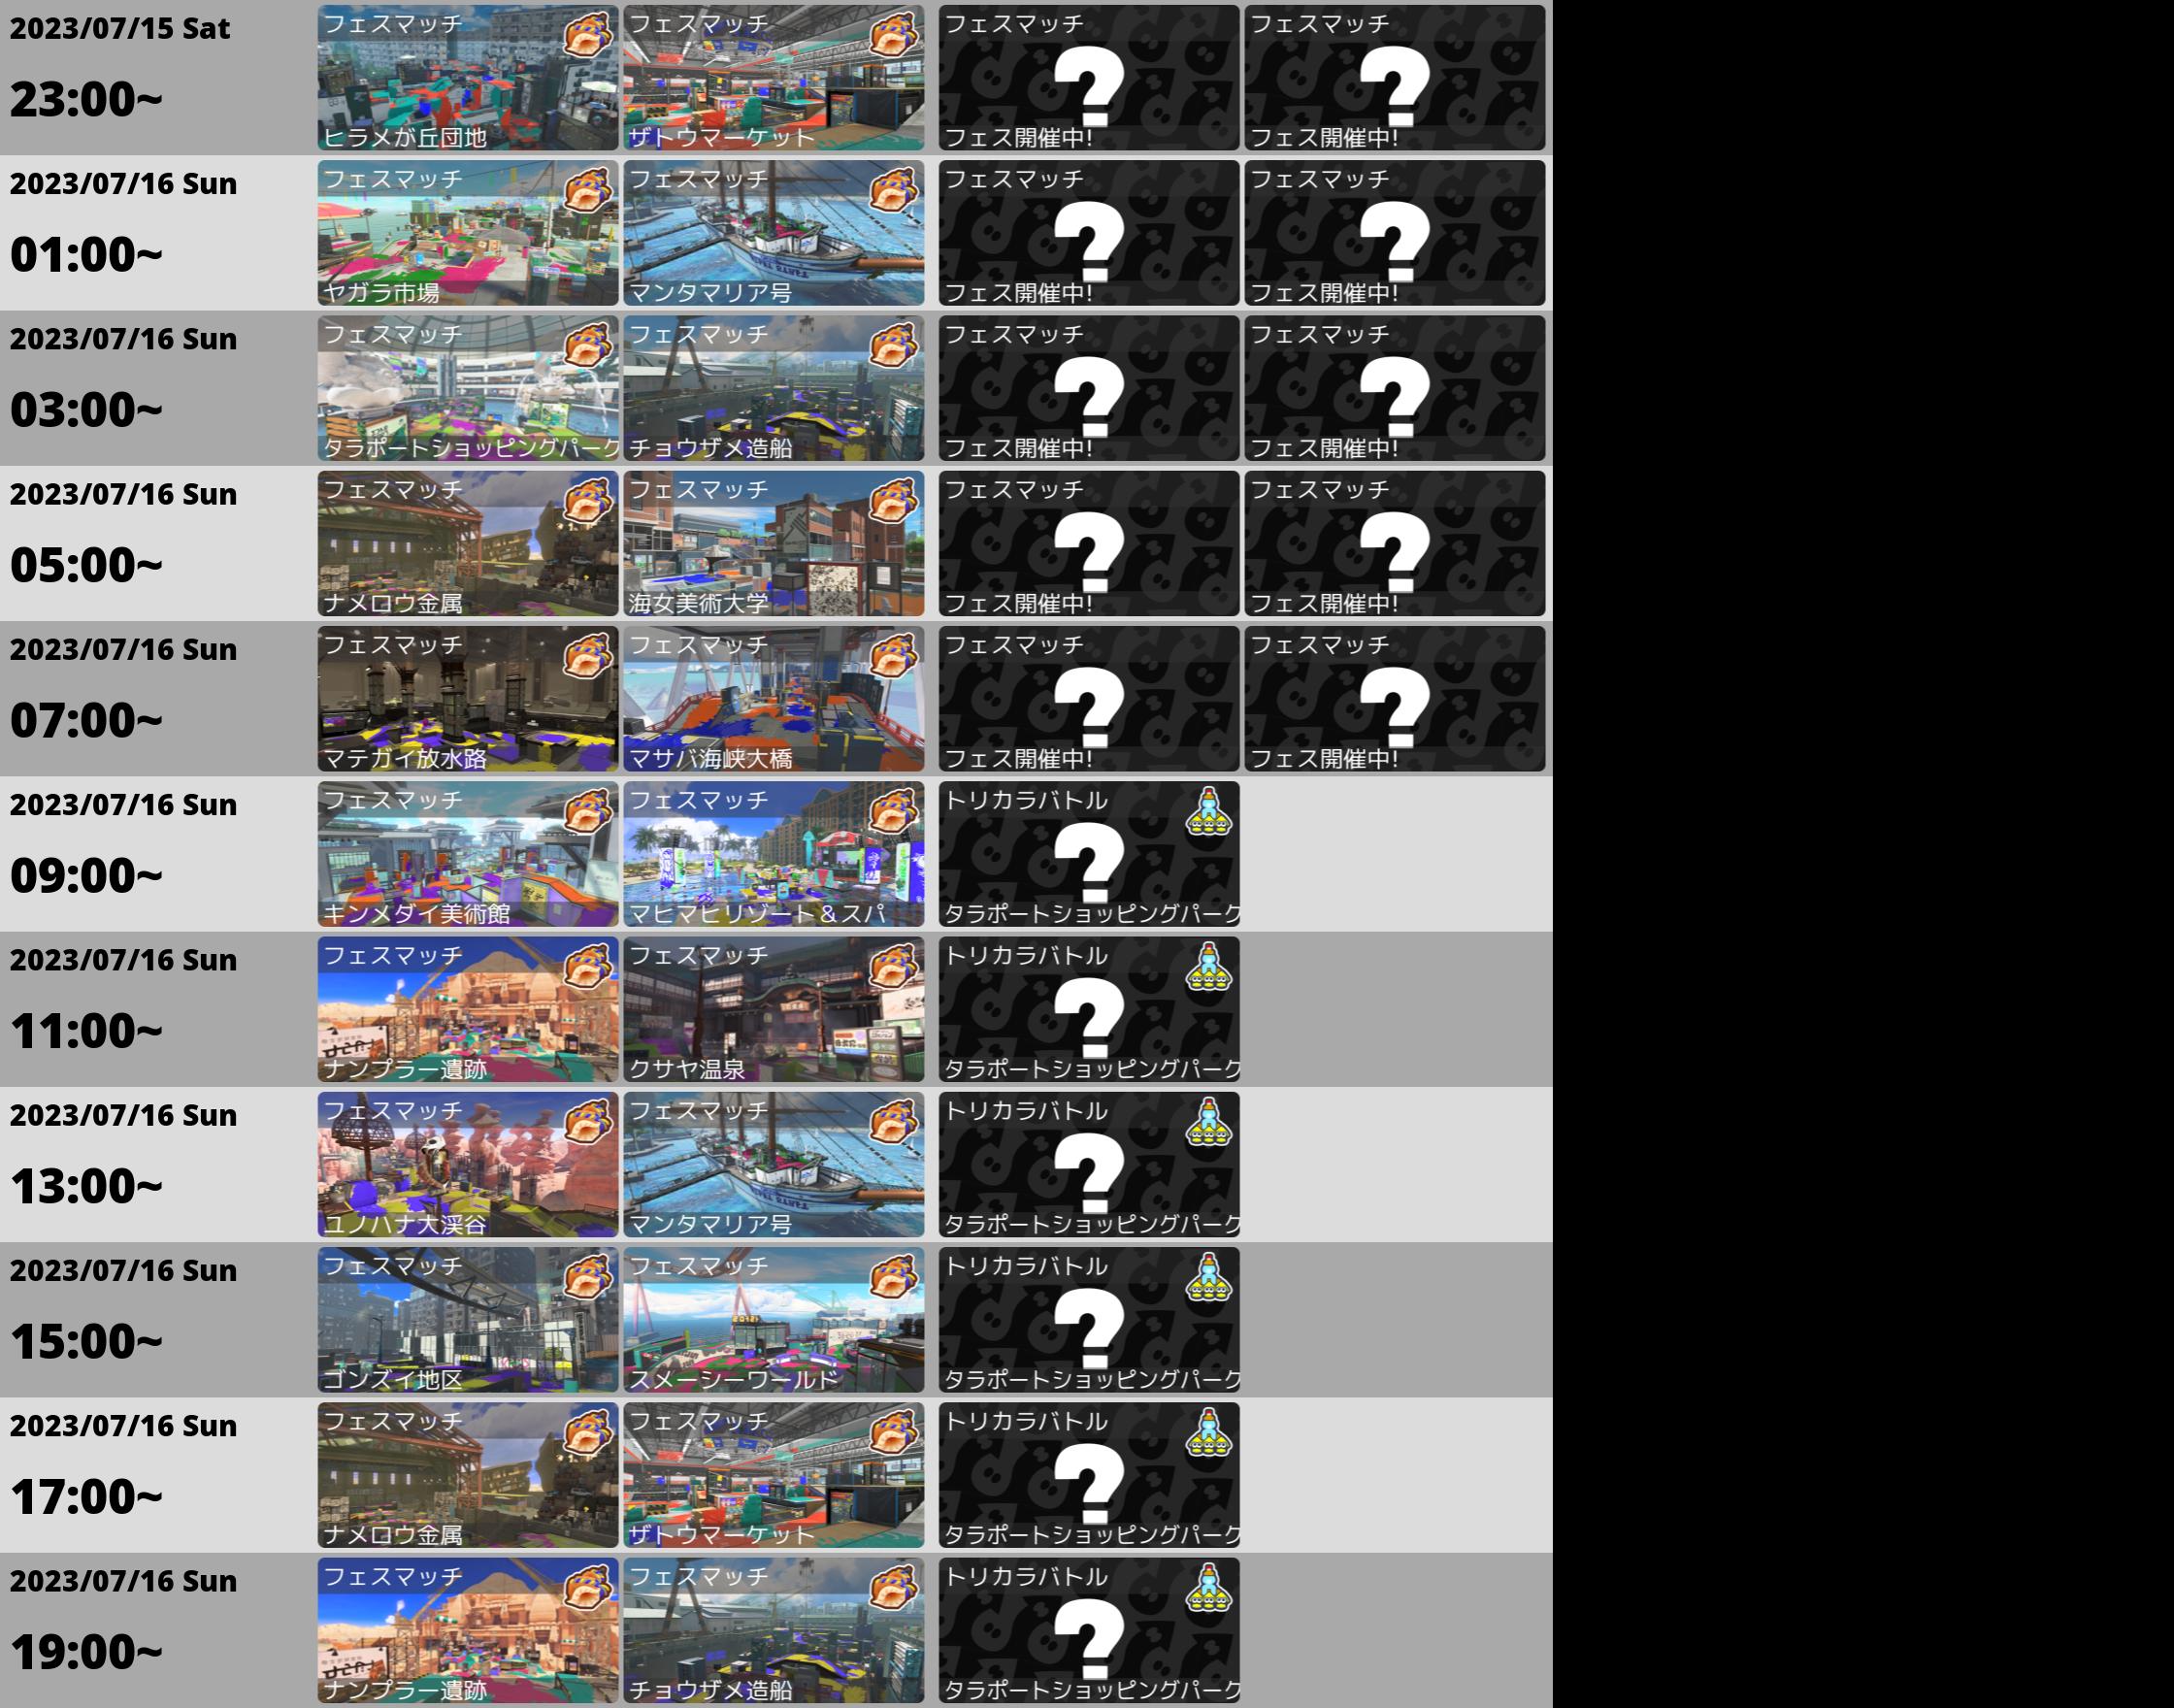 2023/07/15 Sat
23:00~
フェスマッチ
ヒラメが丘団地
フェスマッチ
ザトウマーケット
フェスマッチ
フェス開催中!
フェスマッチ
フェス開催中!
2023/07/16 Sun
01:00~
フェスマッチ
ヤガラ市場
フェスマッチ
マンタマリア号
フェスマッチ
フェス開催中!
フェスマッチ
フェス開催中!
2023/07/16 Sun
03:00~
フェスマッチ
タラポートショッピングパーク
フェスマッチ
チョウザメ造船
フェスマッチ
フェス開催中!
フェスマッチ
フェス開催中!
2023/07/16 Sun
05:00~
フェスマッチ
ナメロウ金属
フェスマッチ
海女美術大学
フェスマッチ
フェス開催中!
フェスマッチ
フェス開催中!
2023/07/16 Sun
07:00~
フェスマッチ
マテガイ放水路
フェスマッチ
マサバ海峡大橋
フェスマッチ
フェス開催中!
フェスマッチ
フェス開催中!
2023/07/16 Sun
09:00~
フェスマッチ
キンメダイ美術館
フェスマッチ
マヒマヒリゾート＆スパ
トリカラバトル
タラポートショッピングパーク
2023/07/16 Sun
11:00~
フェスマッチ
ナンプラー遺跡
フェスマッチ
クサヤ温泉
トリカラバトル
タラポートショッピングパーク
2023/07/16 Sun
13:00~
フェスマッチ
ユノハナ大渓谷
フェスマッチ
マンタマリア号
トリカラバトル
タラポートショッピングパーク
2023/07/16 Sun
15:00~
フェスマッチ
ゴンズイ地区
フェスマッチ
スメーシーワールド
トリカラバトル
タラポートショッピングパーク
2023/07/16 Sun
17:00~
フェスマッチ
ナメロウ金属
フェスマッチ
ザトウマーケット
トリカラバトル
タラポートショッピングパーク
2023/07/16 Sun
19:00~
フェスマッチ
ナンプラー遺跡
フェスマッチ
チョウザメ造船
トリカラバトル
タラポートショッピングパーク